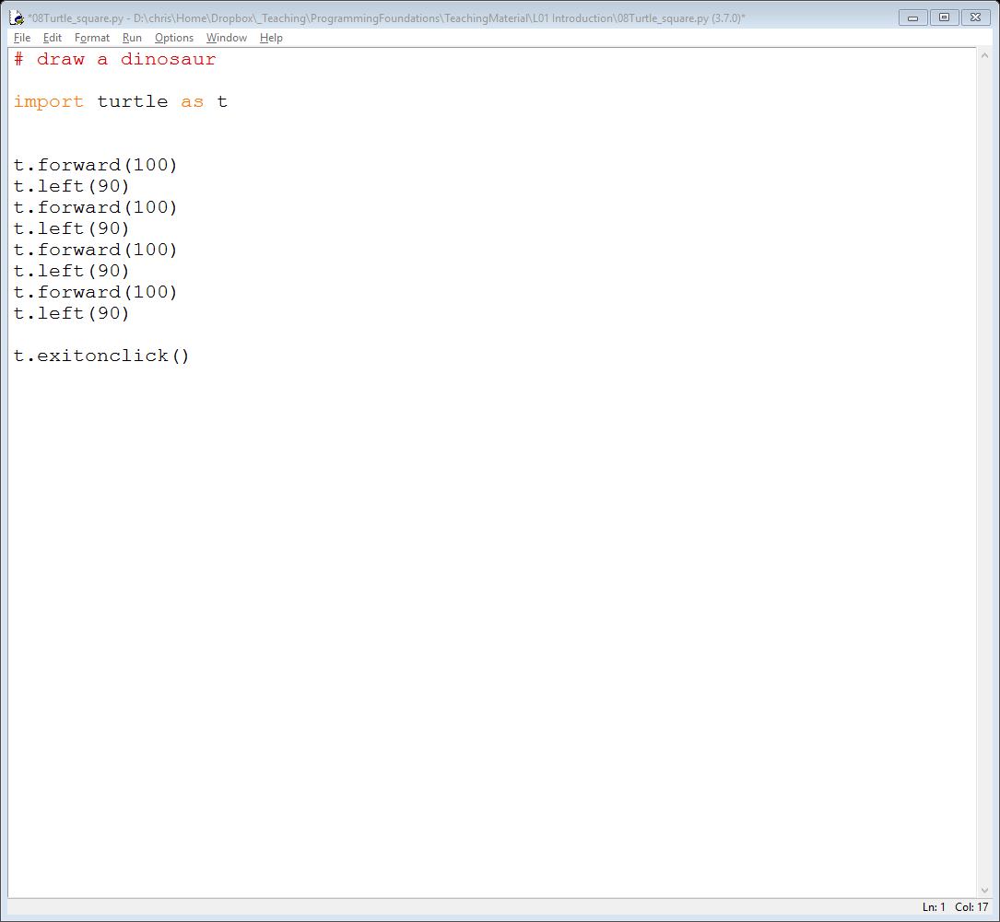 *08Turtle_square.py - D:\chris\Home\Dropbox\_Teaching\ProgrammingFoundations\TeachingMaterial\L01 Introduction\08Turtle_square.py (3.7.0)*
File Edit Format Run Options Window Help
# draw a dinosaur
import turtle as t
t.forward(100)
t.left(90)
t.forward(100)
t.left(90)
t.forward(100)
t.left(90)
t.forward(100)
t.left(90)
t.exitonclick()
Ln: 1 Col: 17